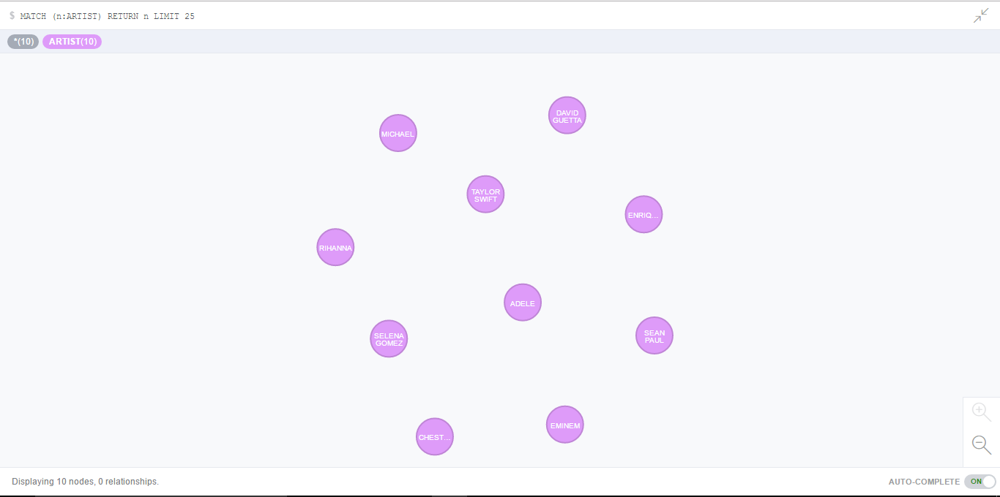 $ MATCH (n:ARTIST) RETURN n LIMIT 25
*(10) ARTIST(10)
DAVID
GUETTA
MICHAEL
TAYLOR
SWIFT
ENRIQ...
RIHANNA
ADELE
SELENA
GOMEZ
SEAN
PAUL
EMINEM
CHEST...
Displaying 10 nodes, 0 relationships.
AUTO-COMPLETE ON